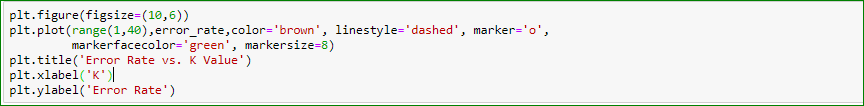 plt.figure(figsize=(10,6))
plt.plot(range(1,40),error_rate,color='brown', linestyle='dashed', marker='o',
         markerfacecolor='green', markersize=8)
plt.title('Error Rate vs. K Value')
plt.xlabel('K')
plt.ylabel('Error Rate')